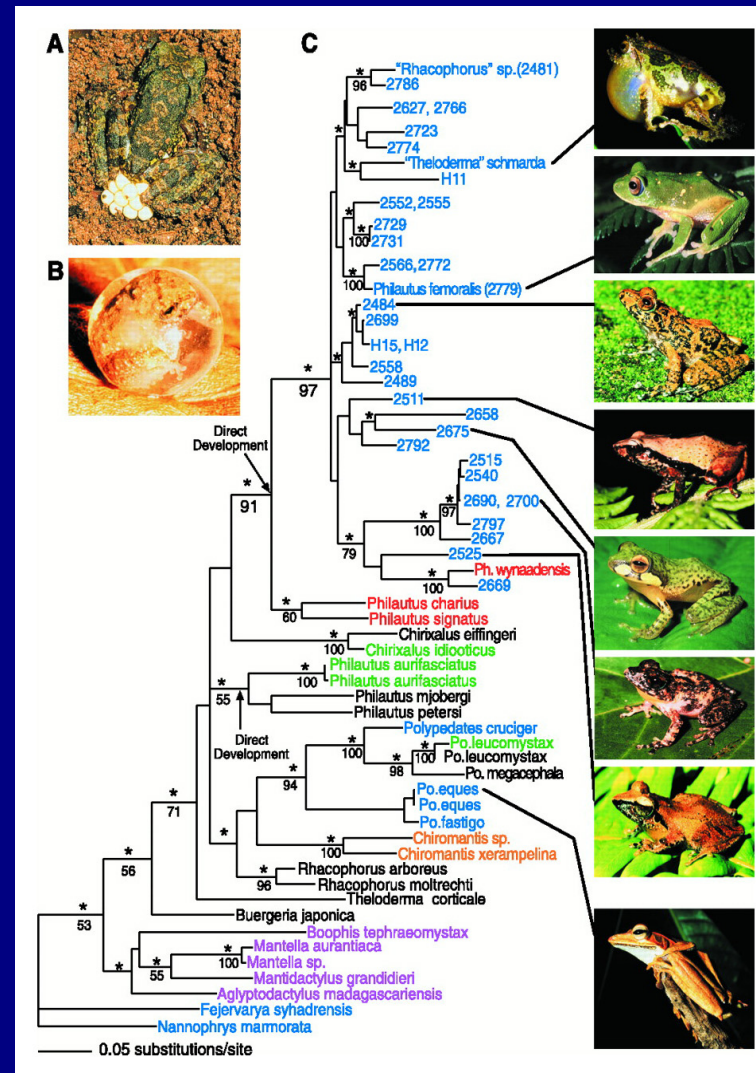 A
C
* "Rhacophorus" sp.(2481)
96 2786
2627, 2766
*
2723
2774
* "Theloderma" schmarda
H11
* 2552, 2555
* 2729
100 2731
B
* 2566, 2772
100 Philautus femoralis (2779)
2484
* 2699
* H15, H12
2558
2489
*
97
2511
* 2658
2675
2792
Direct
Development
2515
2540
* * 2690, 2700
97
100 2797
2667
*
91
*
79
2525
* Ph. wynaadensis
100 2669
* Philautus charius
60 Philautus signatus
* Chirixalus eiffingeri
100 Chirixalus idiooticus
* Philautus aurifasciatus
100 Philautus aurifasciatus
*
55 Philautus mjobergi
Philautus petersi
Direct
Development
* Polypedates cruciger
100
* Po.leucomystax
* 100 Po.leucomystax
98 Po. megacephala
*
94
Po.eques
Po.eques
Po.fastigo
*
71
* Chiromantis sp.
100 Chiromantis xerampelina
* Rhacophorus arboreus
96 Rhacophorus moltrechti
Theloderma corticale
*
56
Buergeria japonica
*
53
Boophis tephraeomystax
* Mantella aurantiaca
* 100 Mantella sp.
* 55 Mantidactylus grandidieri
Aglyptodactylus madagascariensis
Fejervarya syhadrensis
Nannophrys marmorata
0.05 substitutions/site